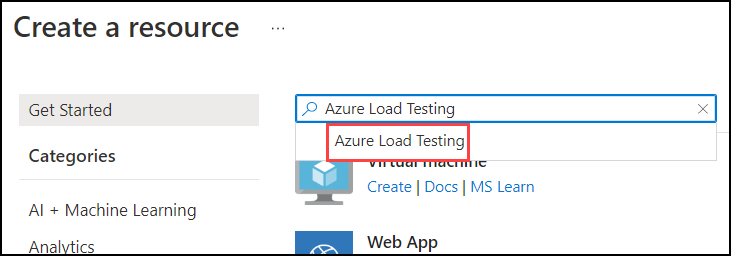 Create a resource ...
Get Started
Azure Load Testing
Azure Load Testing
Categories
Virtual machine
Create | Docs | MS Learn
AI + Machine Learning
Web App
Analytics